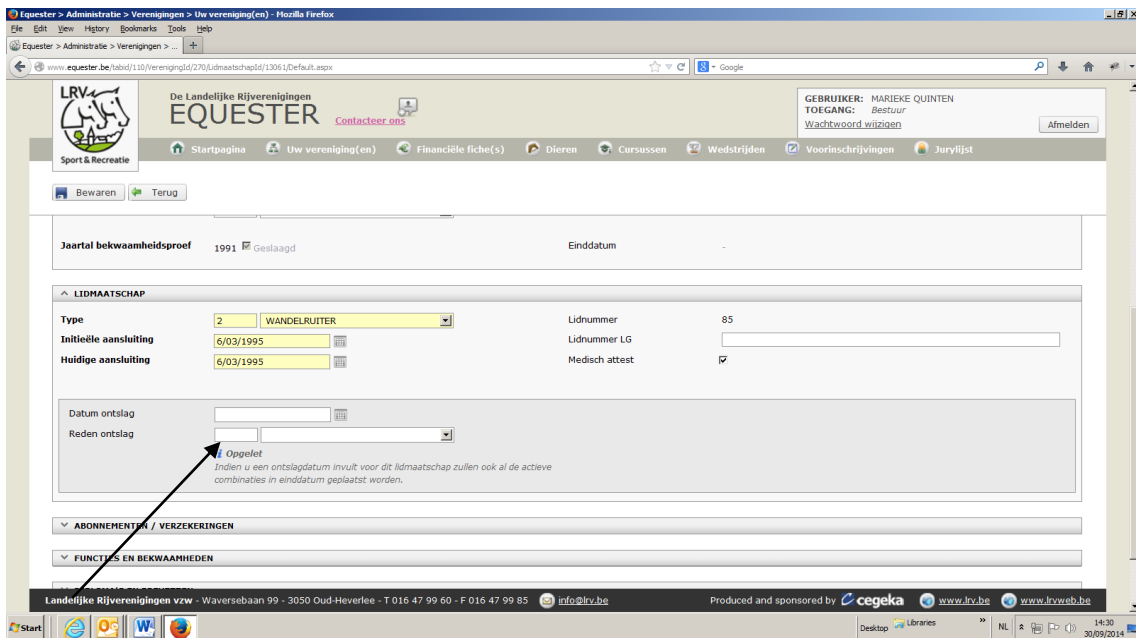 Equester > Administratie > Verenigingen > Uw vereniging(en) - Mozilla Firefox
File Edit View History Bookmarks Tools Help
Equester > Administratie > Verenigingen > ... +
www.equester.be/tabid/110/VerenigingId/270/LidmaatschapId/13061/Default.aspx
Google
LRV
Sport & Recreatie
De Landelijke Rijverenigingen
EQUESTER
Contacteer ons
GEBRUIKER: MARIEKE QUINTEN
TOEGANG: Bestuur
Wachtwoord wijzigen
Afmelden
Startpagina Uw vereniging(en) Financiële fiche(s) Dieren Cursussen Wedstrijden Voorinschrijvingen Jurylijst
Bewaren Terug
Jaartal bekwaamheidsproef 1991 Geslaagd Einddatum -
LIDMAATSCHAP
Type 2 WANDELRUITER Lidnummer 85
Initieële aansluiting 6/03/1995 Lidnummer LG
Huidige aansluiting 6/03/1995 Medisch attest
Datum ontslag
Reden ontslag
i Opgelet
Indien u een ontslagdatum invult voor dit lidmaatschap zullen ook al de actieve
combinaties in einddatum geplaatst worden.
ABONNEMENTEN / VERZEKERINGEN
FUNCTIES EN BEKWAAMHEDEN
Landelijke Rijverenigingen vzw - Waversebaan 99 - 3050 Oud-Heverlee - T 016 47 99 60 - F 016 47 99 85 info@lrv.be Produced and sponsored by cegeka www.lrv.be www.lrvweb.be
Start Desktop Libraries » NL 14:30
30/09/2014